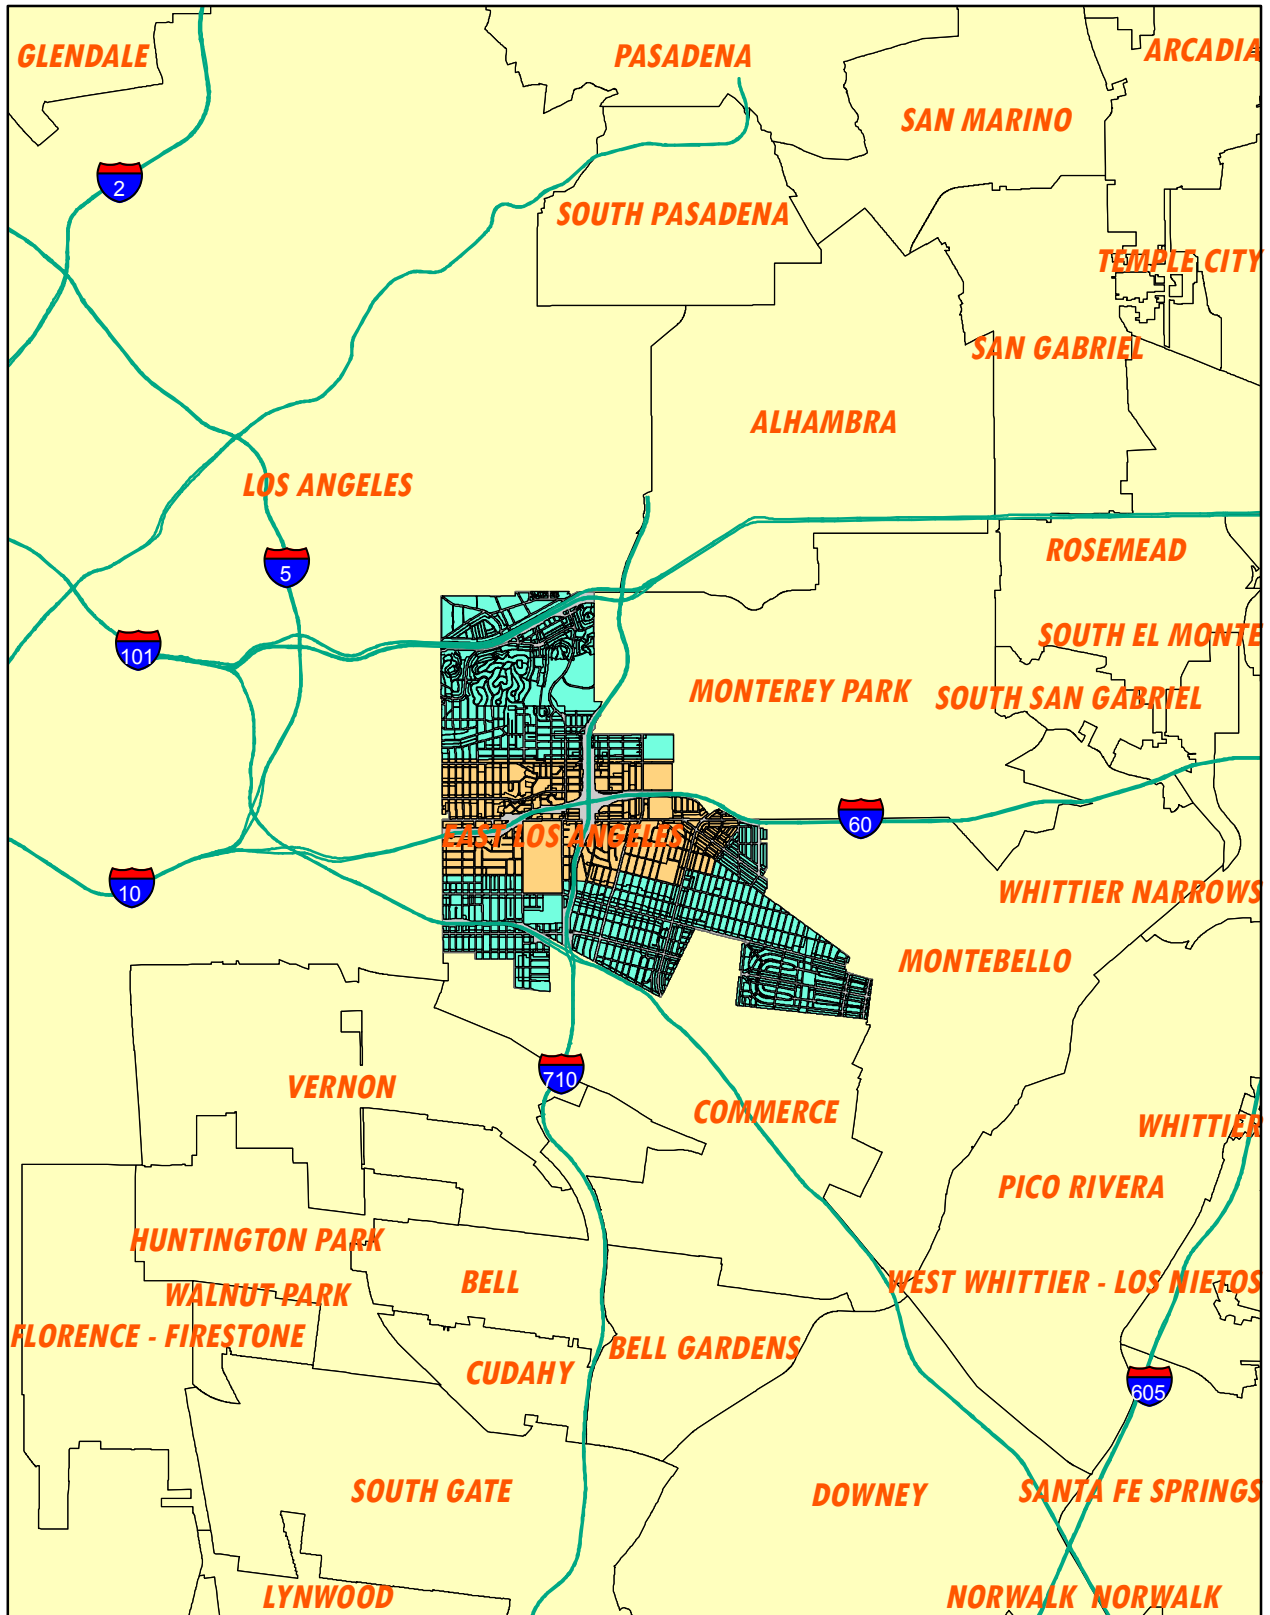 GLENDALE
PASADENA
ARCADIA
SAN MARINO
2
SOUTH PASADENA
TEMPLE CITY
SAN GABRIEL
ALHAMBRA
LOS ANGELES
ROSEMEAD
5
SOUTH EL MONTE
101
MONTEREY PARK
SOUTH SAN GABRIEL
60
EAST LOS ANGELES
10
WHITTIER NARROWS
MONTEBELLO
710
VERNON
COMMERCE
WHITTIER
PICO RIVERA
HUNTINGTON PARK
BELL
WEST WHITTIER - LOS NIETOS
WALNUT PARK
FLORENCE - FIRESTONE
BELL GARDENS
CUDAHY
605
SOUTH GATE
DOWNEY
SANTA FE SPRINGS
LYNWOOD
NORWALK NORWALK